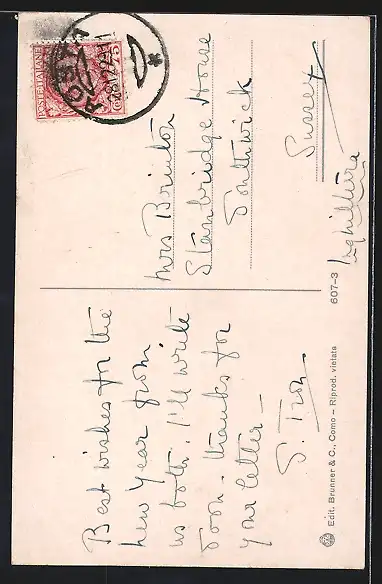 Best wishes for the
new Year from
us both. I'll write
soon - thanks for
your letter -
Mrs Brinton
Stanbridge House
Southwick
Sussex
Inghilterra
POSTE ITALIANE
607-3
Edit. Brunner & C., Como – Riprod. vietata